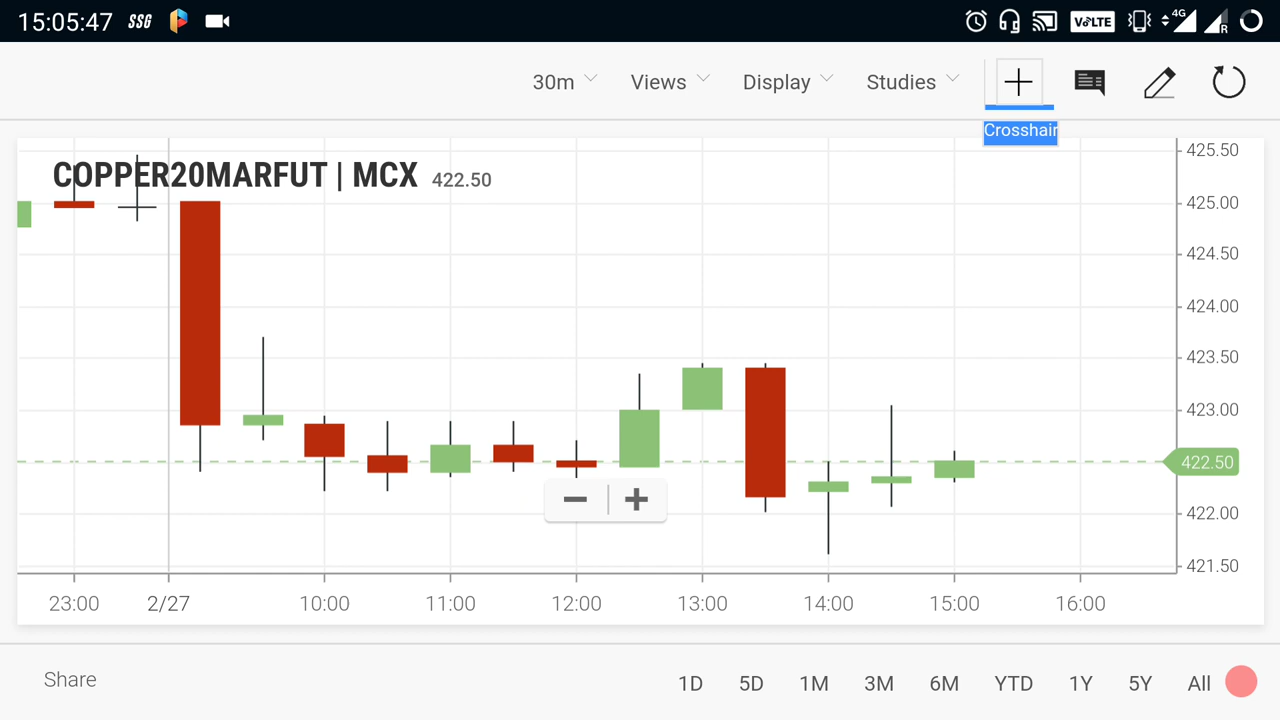 15:05:47 SSG VoLTE 4G R
30m Views Display Studies
Crosshair
COPPER20MARFUT | MCX 422.50
425.50
425.00
424.50
424.00
423.50
423.00
422.50
422.00
421.50
23:00 2/27 10:00 11:00 12:00 13:00 14:00 15:00 16:00
Share 1D 5D 1M 3M 6M YTD 1Y 5Y All